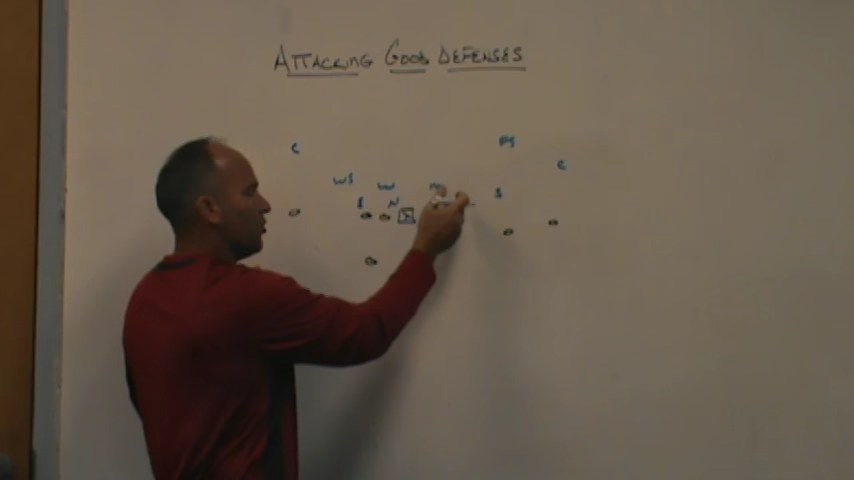 ATTACKING GOOD DEFENSES
C FS
C
WS W M S
E N